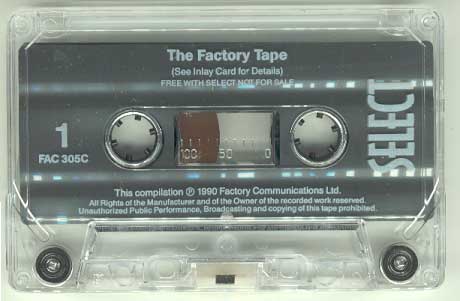 The Factory Tape
(See Inlay Card for Details)
FREE WITH SELECT NOT FOR SALE
SELECT
1
FAC 305C
100 50 0
This compilation ℗ 1990 Factory Communications Ltd.
All Rights of the Manufacturer and of the Owner of the recorded work reserved.
Unauthorized Public Performance, Broadcasting and copying of this tape prohibited.